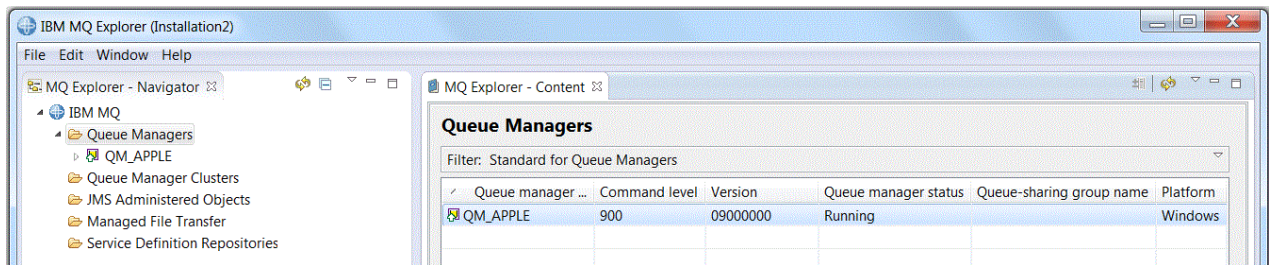 IBM MQ Explorer (Installation2)
File Edit Window Help
MQ Explorer - Navigator
IBM MQ
Queue Managers
QM_APPLE
Queue Manager Clusters
JMS Administered Objects
Managed File Transfer
Service Definition Repositories
MQ Explorer - Content
Queue Managers
Filter: Standard for Queue Managers
Queue manager ... Command level Version Queue manager status Queue-sharing group name Platform
QM_APPLE 900 09000000 Running Windows